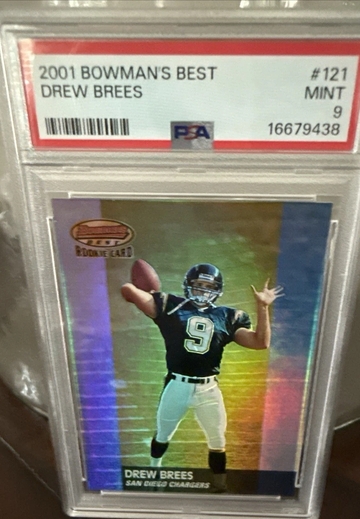 2001 BOWMAN'S BEST #121
DREW BREES MINT
9
PSA 16679438
Bowman's
BEST
ROOKIE CARD
9
DREW BREES
SAN DIEGO CHARGERS